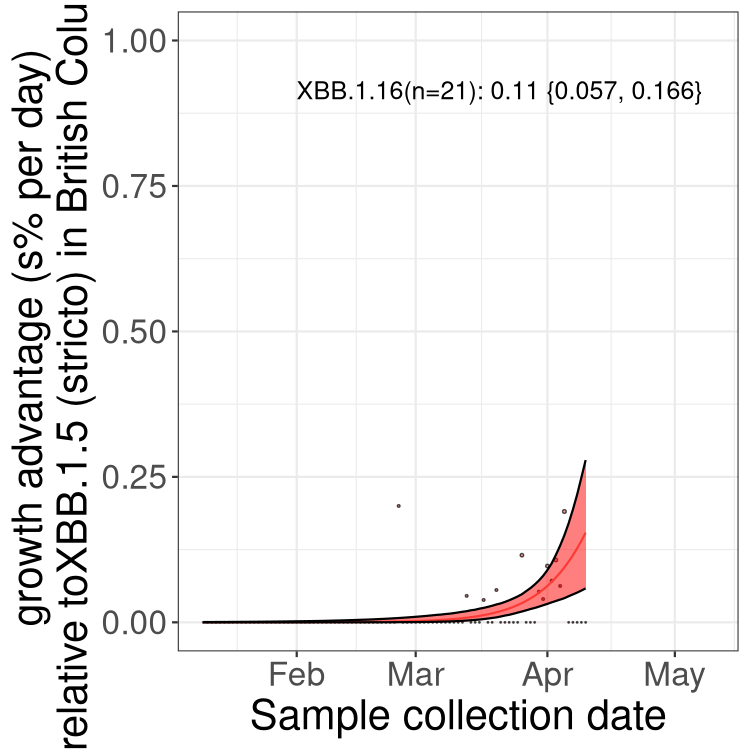 growth advantage (s% per day)
relative toXBB.1.5 (stricto) in British Colu
1.00
0.75
0.50
0.25
0.00
XBB.1.16(n=21): 0.11 {0.057, 0.166}
Feb Mar Apr May
Sample collection date